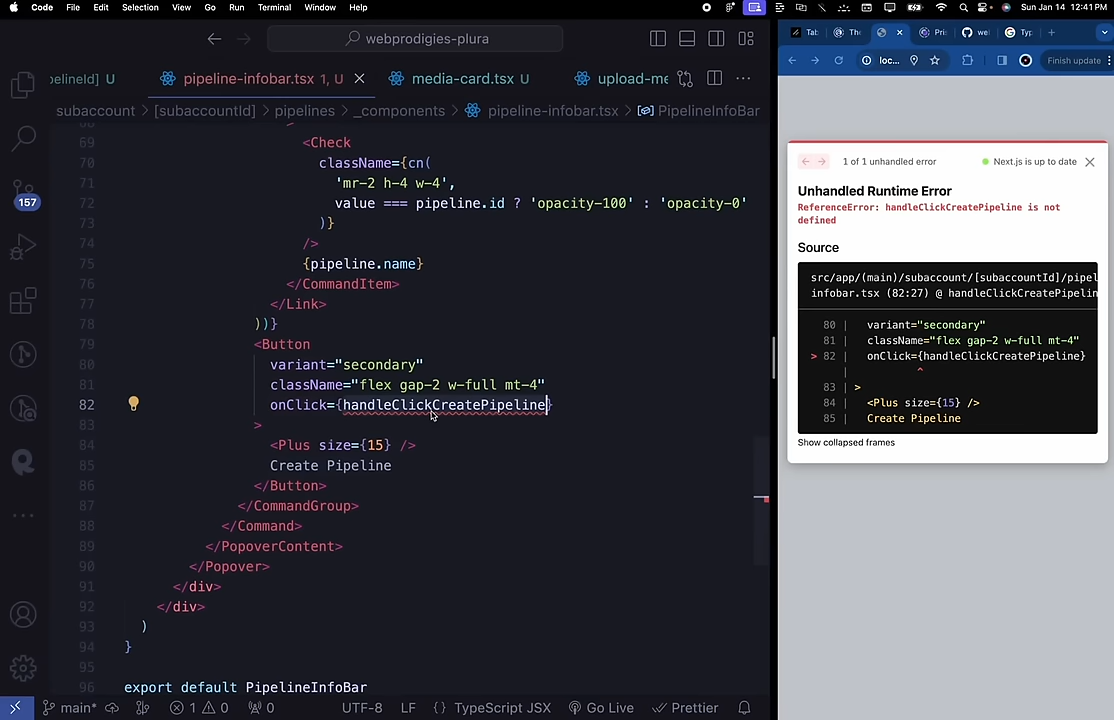 Code File Edit Selection View Go Run Terminal Window Help Sun Jan 14 12:41 PM
webprodigies-plura
pelineId] U pipeline-infobar.tsx 1, U media-card.tsx U upload-me
subaccount > [subaccountId] > pipelines > _components > pipeline-infobar.tsx > PipelineInfoBar
69 <Check
70 className={cn(
71 'mr-2 h-4 w-4',
72 value === pipeline.id ? 'opacity-100' : 'opacity-0'
73 )}
74 />
75 {pipeline.name}
76 </CommandItem>
77 </Link>
78 ))}
79 <Button
80 variant="secondary"
81 className="flex gap-2 w-full mt-4"
82 onClick={handleClickCreatePipeline}
83 >
84 <Plus size={15} />
85 Create Pipeline
86 </Button>
87 </CommandGroup>
88 </Command>
89 </PopoverContent>
90 </Popover>
91 </div>
92 </div>
93 )
94 }
95
96 export default PipelineInfoBar
157
main* 1 0 0 UTF-8 LF {} TypeScript JSX Go Live Prettier
Tab The Pris we Typ
loc... Finish update
1 of 1 unhandled error Next.js is up to date
Unhandled Runtime Error
ReferenceError: handleClickCreatePipeline is not
defined
Source
src/app/(main)/subaccount/[subaccountId]/pipel
infobar.tsx (82:27) @ handleClickCreatePipelin
80 | variant="secondary"
81 | className="flex gap-2 w-full mt-4"
> 82 | onClick={handleClickCreatePipeline}
| ^
83 | >
84 | <Plus size={15} />
85 | Create Pipeline
Show collapsed frames